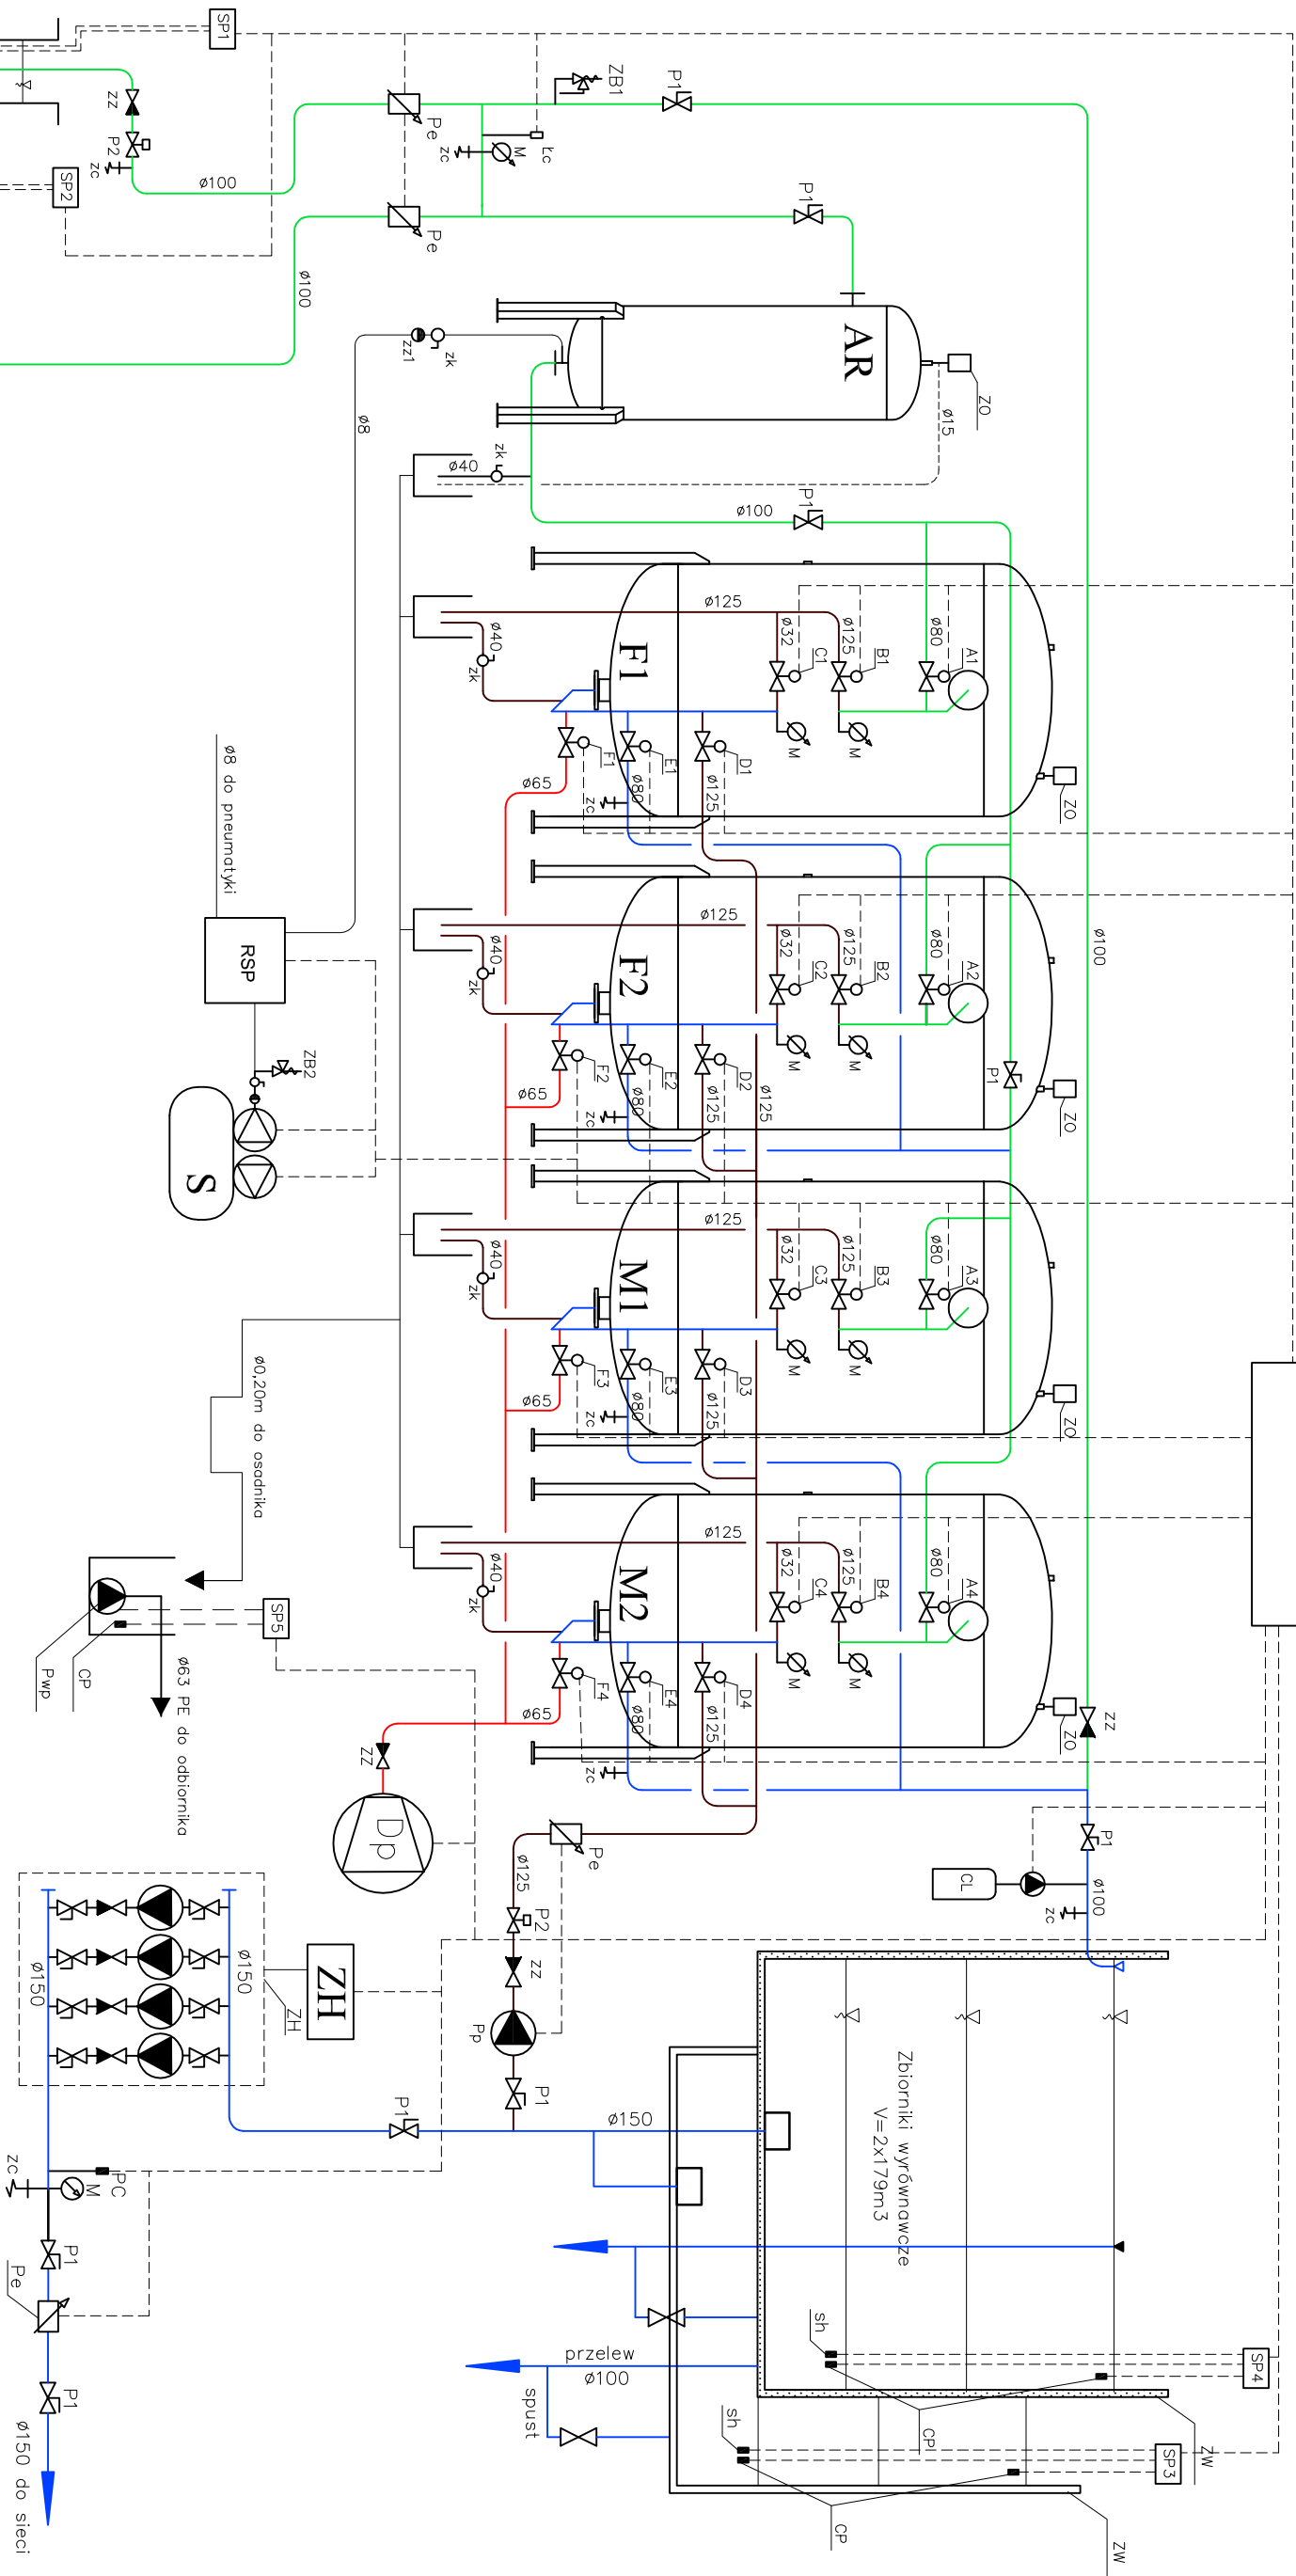 SP1
zz
P2
zc
SP2
ø100
ø100
Pe
Pe
ZB1
M
zc
Łc
P1
P1
AR
ZO
ø15
zk
zz1
ø8
zk
ø40
P1
ø100
F1
ø125
ø32
ø125
ø80
C1
B1
A1
M
M
ø40
zk
F1
E1
D1
ø65
ø80
ø125
zc
ZO
F2
ø125
ø32
ø125
ø80
C2
B2
A2
M
M
ø40
zk
F2
E2
D2
ø65
ø80
ø125
ø125
zc
ZO
P1
ø100
M1
ø125
ø32
ø125
ø80
C3
B3
A3
M
M
ø40
zk
F3
E3
D3
ø65
ø80
ø125
zc
ZO
M2
ø125
ø32
ø125
ø80
C4
B4
A4
M
M
ø40
zk
F4
E4
D4
ø65
ø80
ø125
zc
ZO
zz
ø8 do pneumatyki
RSP
ZB2
S
ø0,20m do osadnika
SP5
CP
Pwp
ø63 PE do odbiornika
zz
Dp
Pe
ø125
P2
zz
Pp
P1
CL
P1
ø100
zc
ZH
ZH
ø150
ø150
P1
ø150
PC
M
zc
P1
Pe
P1
ø150 do sieci
Zbiorniki wyrównawcze
V=2x179m3
sh
CP
SP4
ZW
przelew
ø100
spust
sh
CP
SP3
ZW